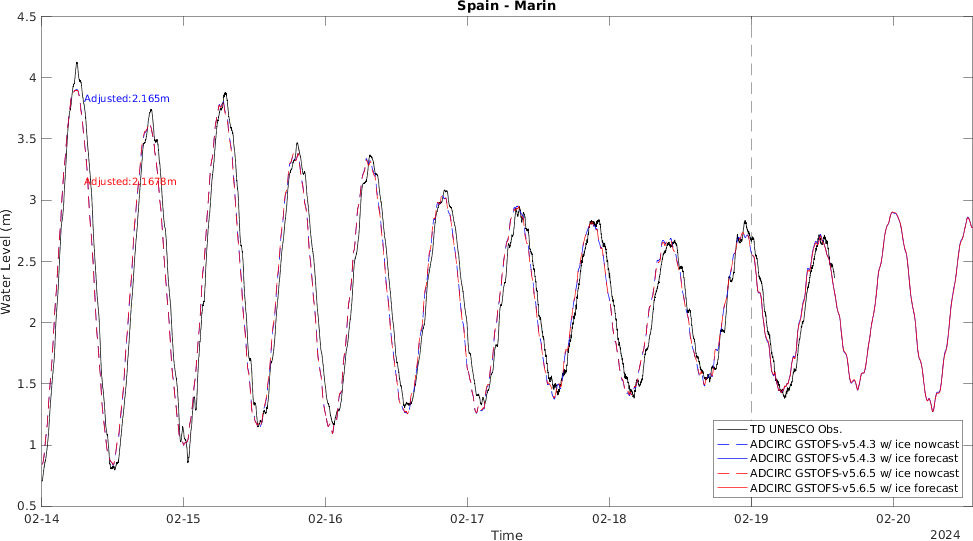 Spain - Marin
4.5
4
3.5
3
2.5
2
1.5
1
0.5
Water Level (m)
Adjusted:2.165m
Adjusted:2.1678m
TD UNESCO Obs.
ADCIRC GSTOFS-v5.4.3 w/ ice nowcast
ADCIRC GSTOFS-v5.4.3 w/ ice forecast
ADCIRC GSTOFS-v5.6.5 w/ ice nowcast
ADCIRC GSTOFS-v5.6.5 w/ ice forecast
02-14 02-15 02-16 02-17 02-18 02-19 02-20
Time
2024